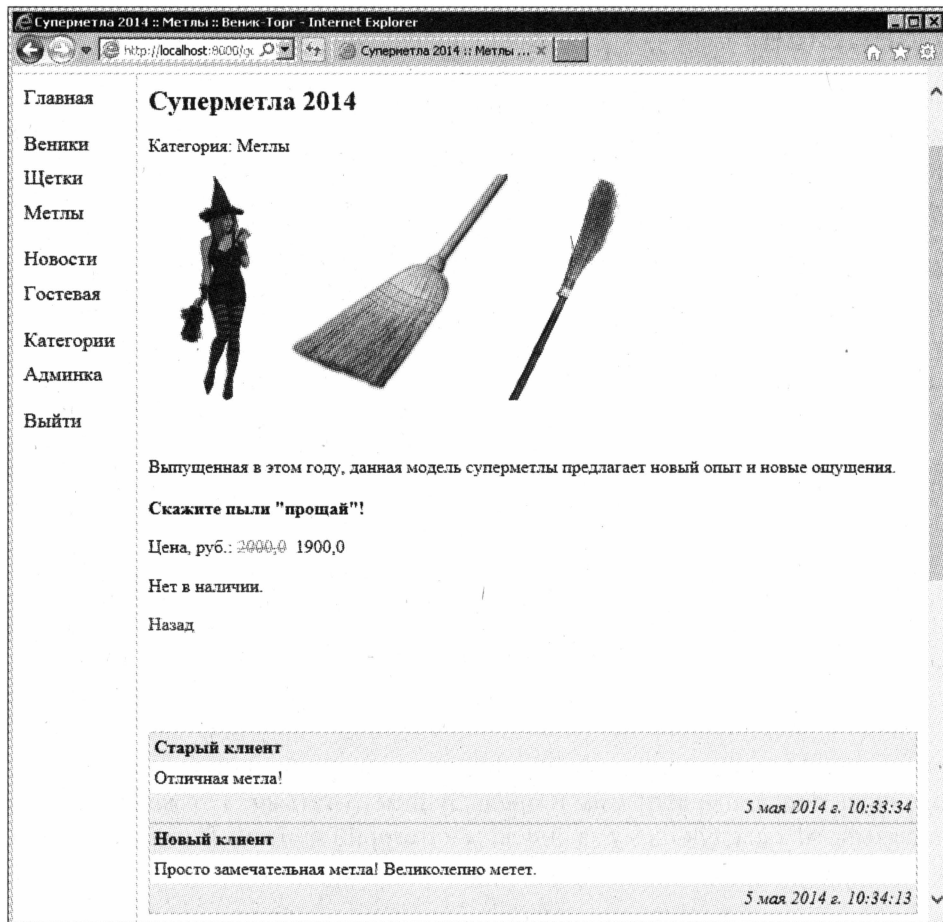 Суперметла 2014 :: Метлы :: Веник-Торг - Internet Explorer
http://localhost:8000/go
Суперметла 2014 :: Метлы ...
Главная
Веники
Щетки
Метлы
Новости
Гостевая
Категории
Админка
Выйти
Суперметла 2014
Категория: Метлы
Выпущенная в этом году, данная модель суперметлы предлагает новый опыт и новые ощущения.
Скажите пыли "прощай"!
Цена, руб.: 2000,0 1900,0
Нет в наличии.
Назад
Старый клиент
Отличная метла!
5 мая 2014 г. 10:33:34
Новый клиент
Просто замечательная метла! Великолепно метет.
5 мая 2014 г. 10:34:13